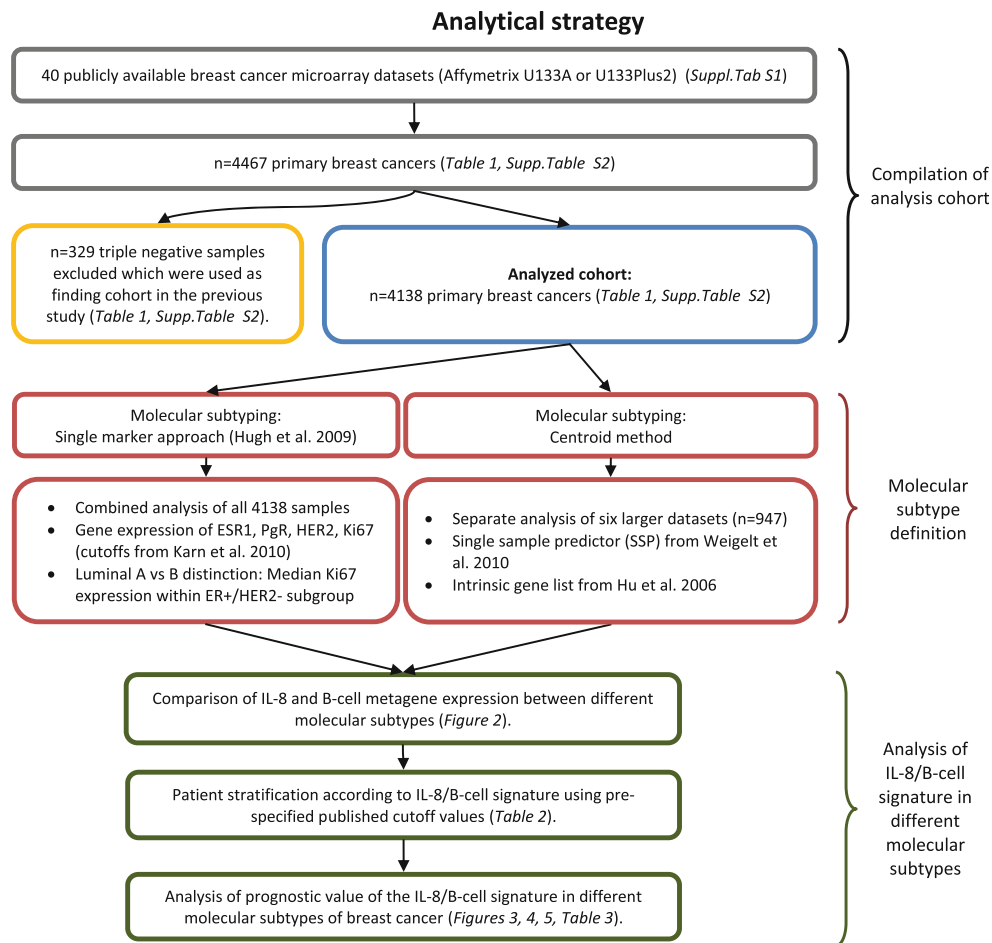 Analytical strategy
40 publicly available breast cancer microarray datasets (Affymetrix U133A or U133Plus2) (Suppl.Tab S1)
n=4467 primary breast cancers (Table 1, Supp.Table S2)
Compilation of
analysis cohort
n=329 triple negative samples
excluded which were used as
finding cohort in the previous
study (Table 1, Supp.Table S2).
Analyzed cohort:
n=4138 primary breast cancers (Table 1, Supp.Table S2)
Molecular subtyping:
Single marker approach (Hugh et al. 2009)
Molecular subtyping:
Centroid method
• Combined analysis of all 4138 samples
• Gene expression of ESR1, PgR, HER2, Ki67
(cutoffs from Karn et al. 2010)
• Luminal A vs B distinction: Median Ki67
expression within ER+/HER2- subgroup
• Separate analysis of six larger datasets (n=947)
• Single sample predictor (SSP) from Weigelt et
al. 2010
• Intrinsic gene list from Hu et al. 2006
Molecular
subtype
definition
Comparison of IL-8 and B-cell metagene expression between different
molecular subtypes (Figure 2).
Patient stratification according to IL-8/B-cell signature using pre-
specified published cutoff values (Table 2).
Analysis of prognostic value of the IL-8/B-cell signature in different
molecular subtypes of breast cancer (Figures 3, 4, 5, Table 3).
Analysis of
IL-8/B-cell
signature in
different
molecular
subtypes